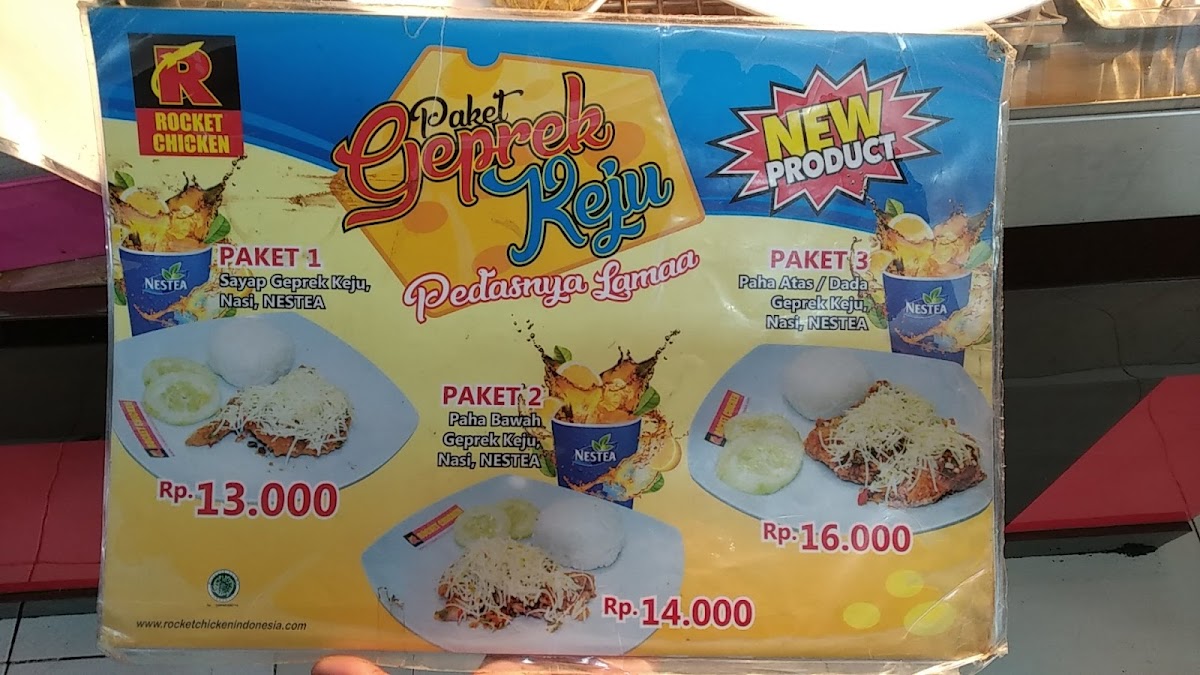 ROCKET
CHICKEN
Paket
Geprek
Keju
Pedasnya Lamaa
NEW
PRODUCT
PAKET 1
Sayap Geprek Keju,
Nasi, NESTEA
NESTEA
Rp. 13.000
PAKET 2
Paha Bawah
Geprek Keju,
Nasi, NESTEA
NESTEA
Rp. 14.000
PAKET 3
Paha Atas / Dada
Geprek Keju,
Nasi, NESTEA
NESTEA
Rp. 16.000
www.rocketchickenindonesia.com